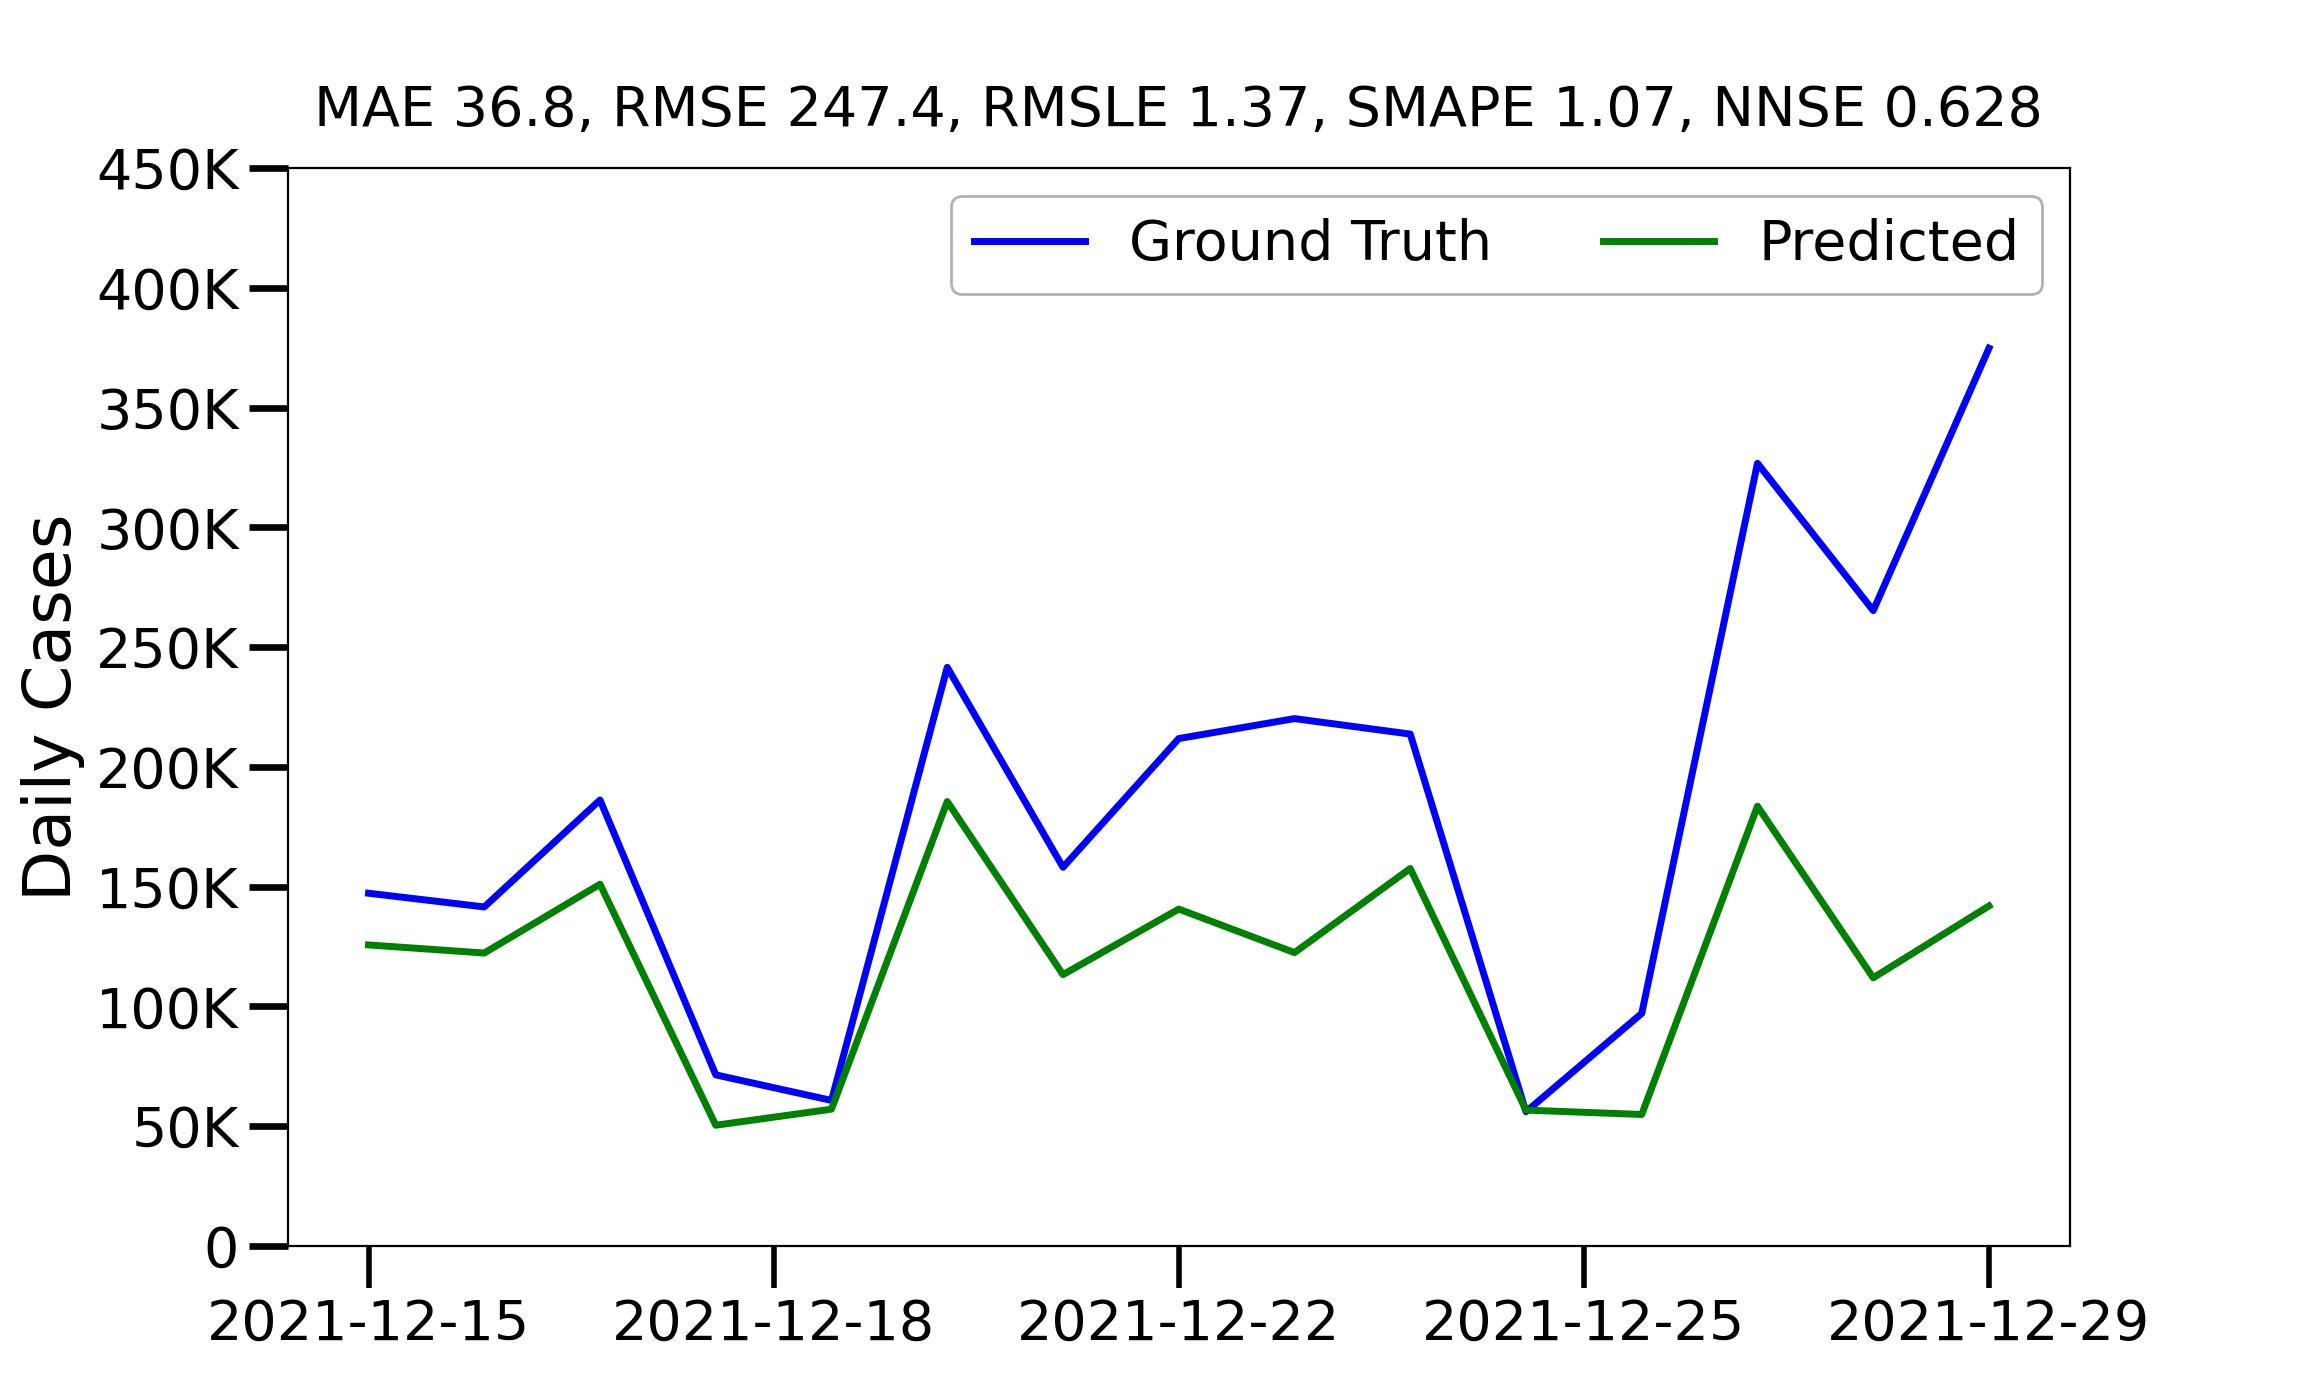 MAE 36.8, RMSE 247.4, RMSLE 1.37, SMAPE 1.07, NNSE 0.628
Ground Truth
Predicted
Daily Cases
450K
400K
350K
300K
250K
200K
150K
100K
50K
0
2021-12-15 2021-12-18 2021-12-22 2021-12-25 2021-12-29